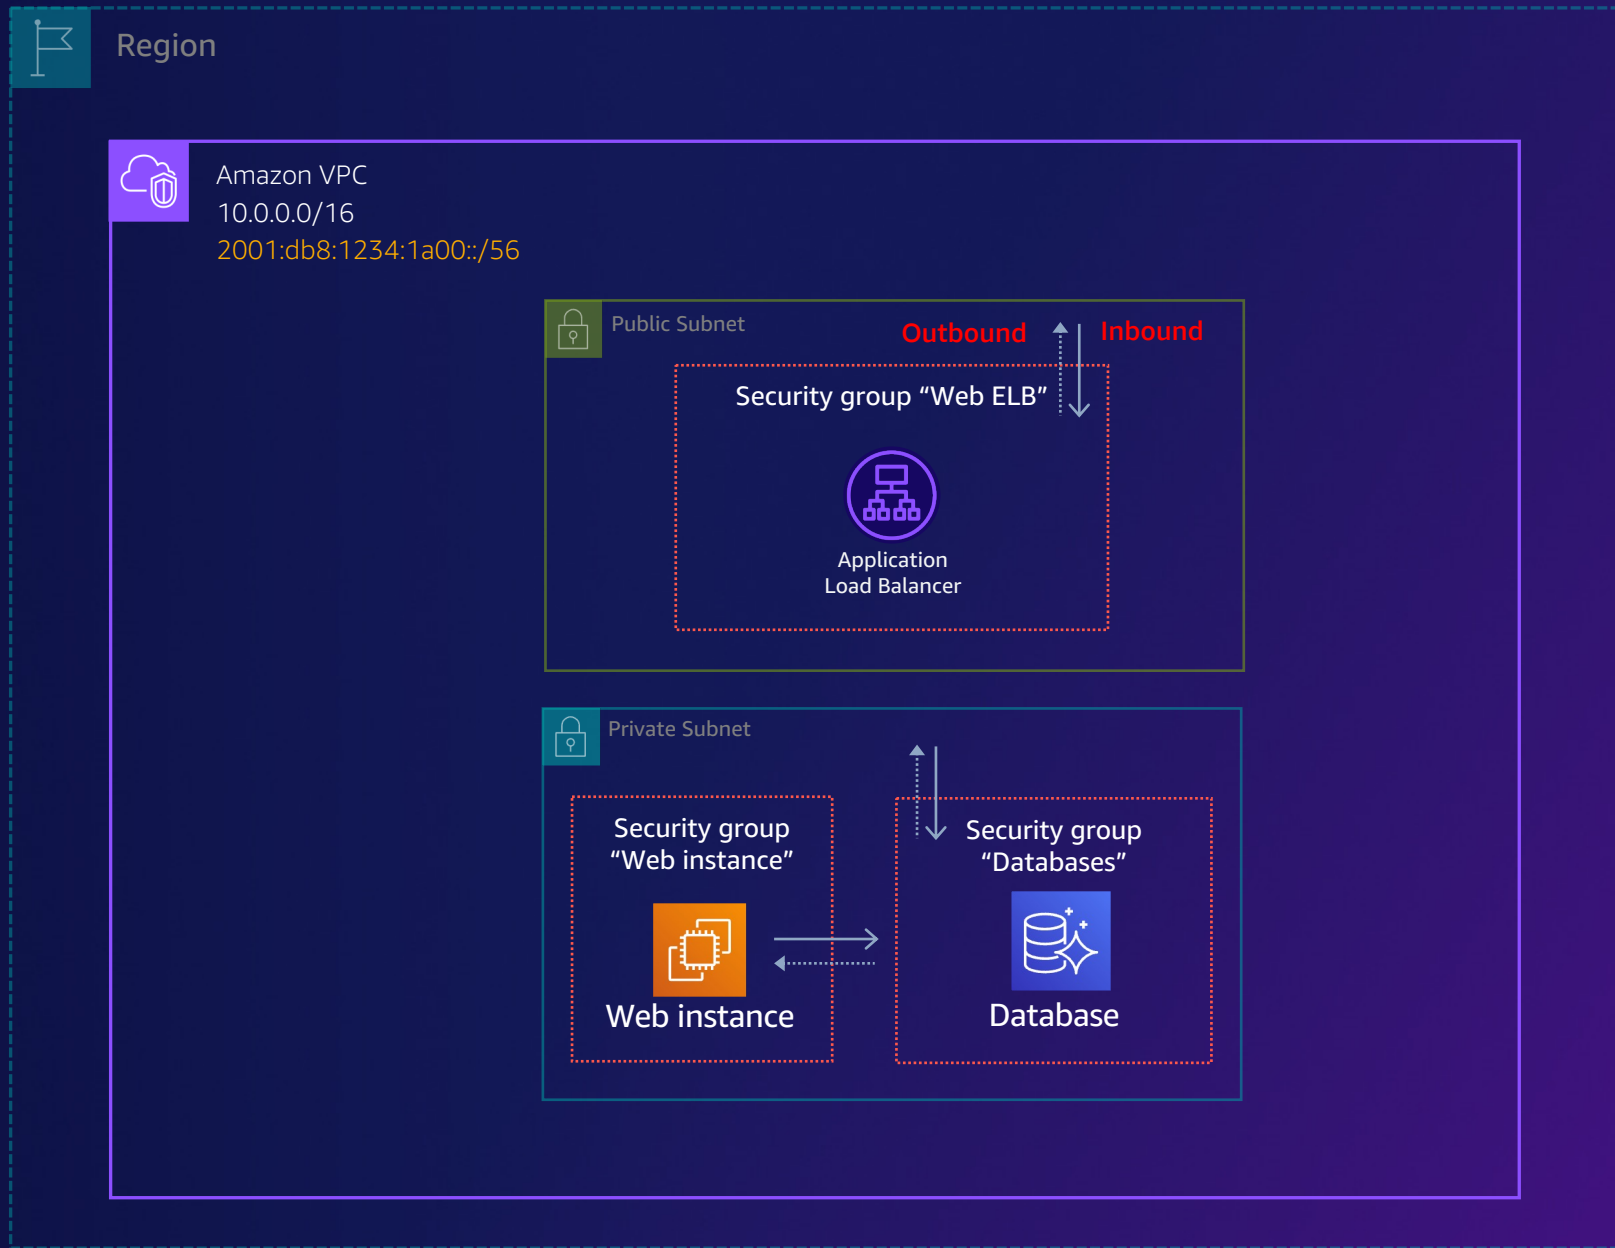 Region
Amazon VPC
10.0.0.0/16
2001:db8:1234:1a00::/56
Public Subnet
Outbound
Inbound
Security group “Web ELB”
Application
Load Balancer
Private Subnet
Security group
“Web instance”
Web instance
Security group
“Databases”
Database